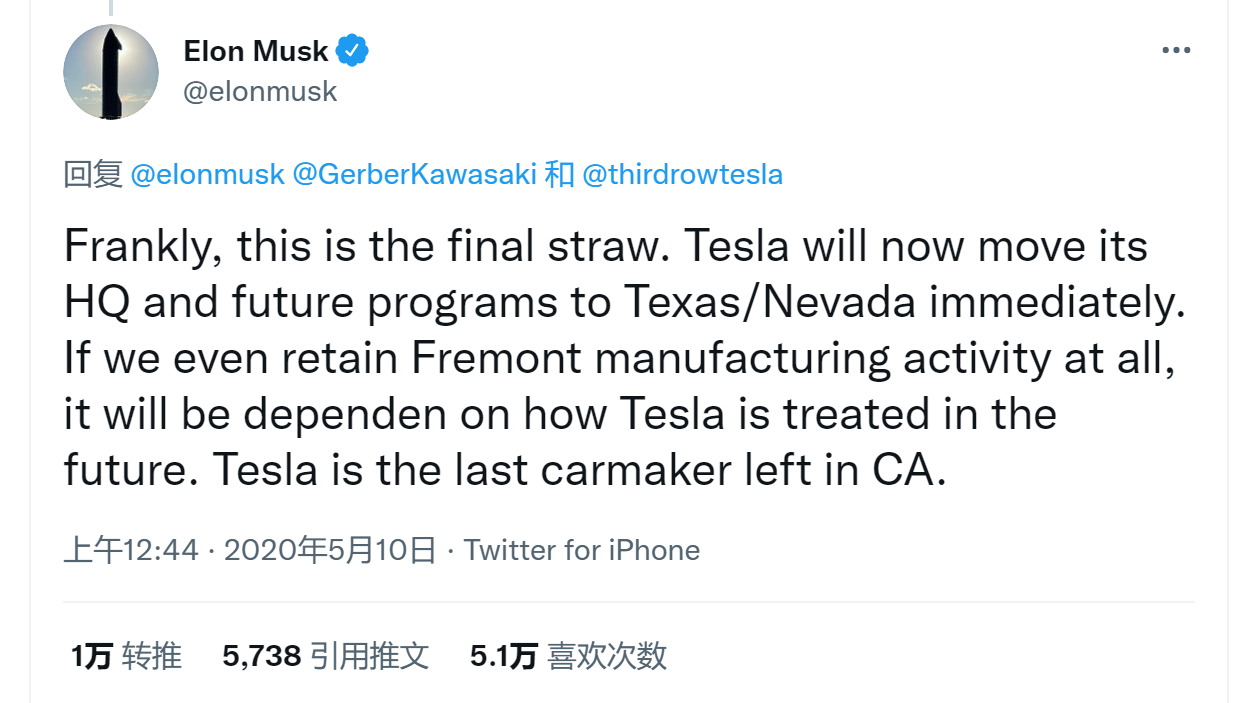 Elon Musk
@elonmusk
回复 @elonmusk @GerberKawasaki 和 @thirdrowtesla
Frankly, this is the final straw. Tesla will now move its
HQ and future programs to Texas/Nevada immediately.
If we even retain Fremont manufacturing activity at all,
it will be dependen on how Tesla is treated in the
future. Tesla is the last carmaker left in CA.
上午12:44 · 2020年5月10日 · Twitter for iPhone
1万 转推 5,738 引用推文 5.1万 喜欢次数